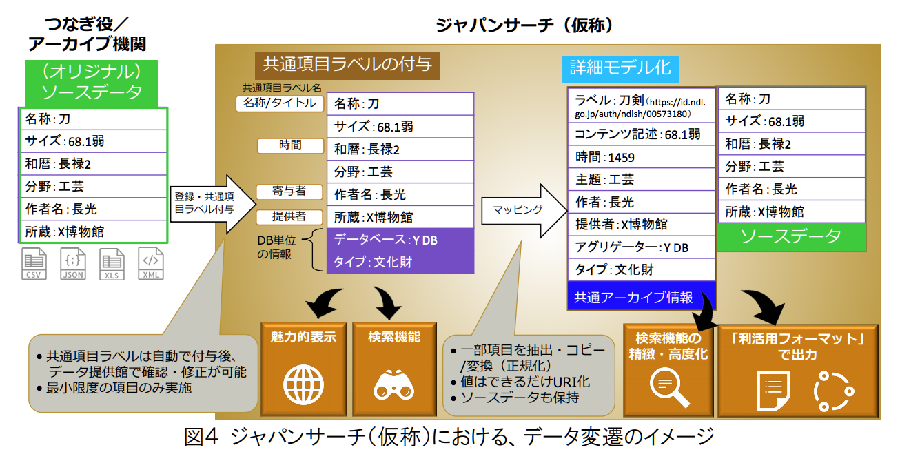 つなぎ役／
アーカイブ機関
ジャパンサーチ（仮称）
（オリジナル）
ソースデータ
名称：刀
サイズ：68.1弱
和暦：長禄2
分野：工芸
作者名：長光
所蔵：X博物館
CSV
JSON
XLS
XML
登録・共通項
目ラベル付与
共通項目ラベルの付与
共通項目ラベル名
名称/タイトル
時間
寄与者
提供者
DB単位
の情報
名称：刀
サイズ：68.1弱
和暦：長禄2
分野：工芸
作者名：長光
所蔵：X博物館
データベース：Y DB
タイプ：文化財
マッピング
詳細モデル化
ラベル：刀剣（https://id.ndl.
go.jp/auth/ndlsh/00573180）
コンテンツ記述：68.1弱
時間：1459
主題：工芸
作者：長光
提供者：X博物館
アグリゲーター：Y DB
タイプ：文化財
共通アーカイブ情報
名称：刀
サイズ：68.1弱
和暦：長禄2
分野：工芸
作者名：長光
所蔵：X博物館
ソースデータ
• 共通項目ラベルは自動で付与後、
データ提供館で確認・修正が可能
• 最小限度の項目のみ実施
魅力的表示
検索機能
• 一部項目を抽出・コピー
/変換（正規化）
• 値はできるだけURI化
• ソースデータも保持
検索機能の
精緻・高度化
「利活用フォーマット」
で出力
図4 ジャパンサーチ（仮称）における、データ変遷のイメージ